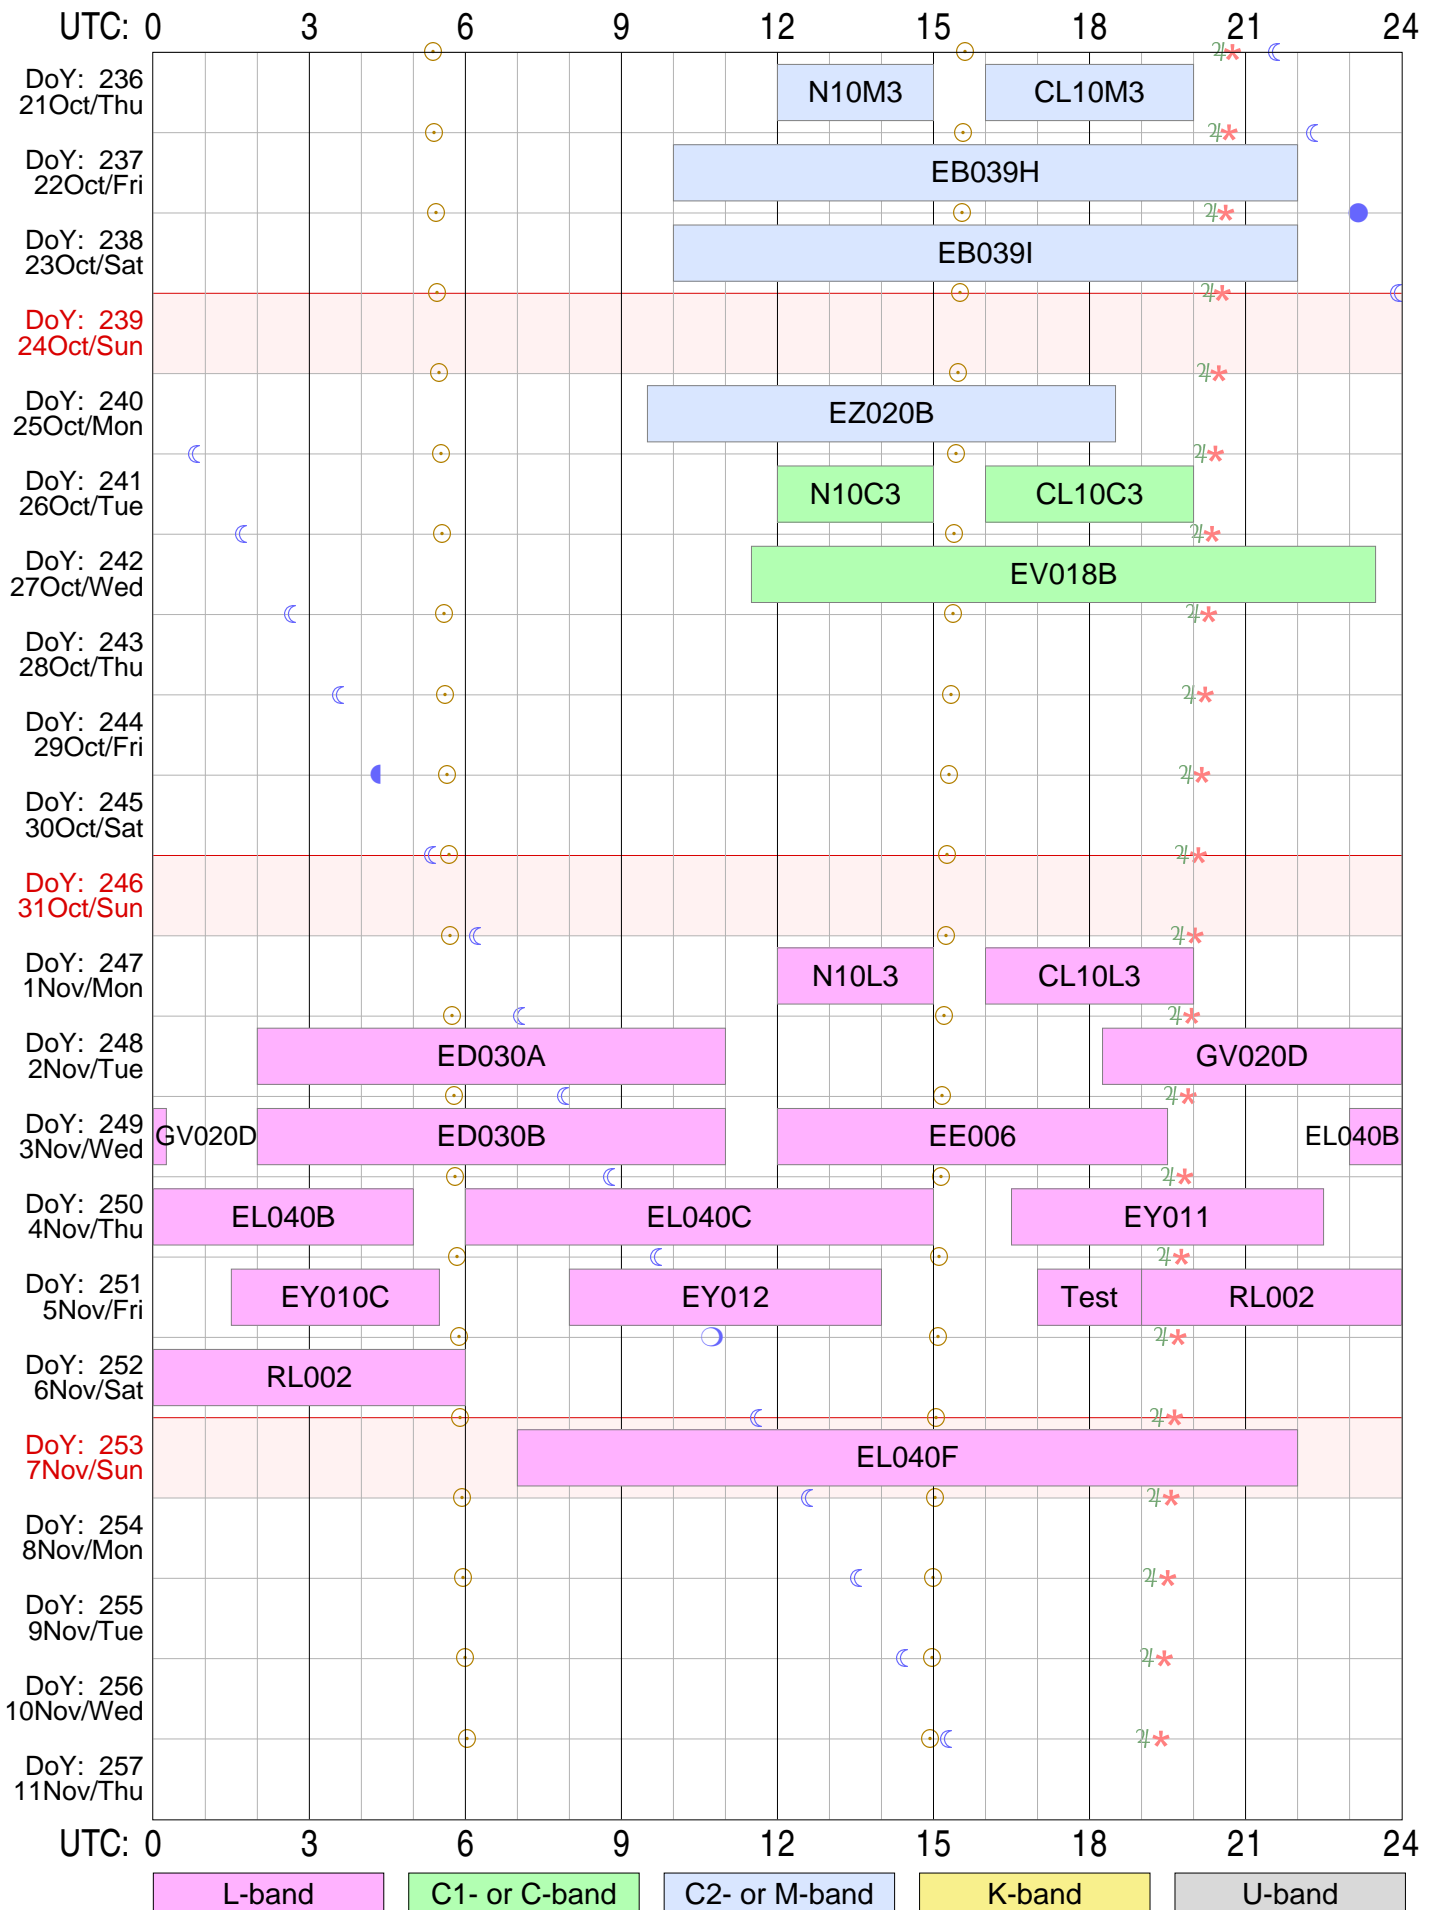 UTC: 0 3 6 9 12 15 18 21 24
DoY: 236
21Oct/Thu
N10M3 CL10M3
DoY: 237
22Oct/Fri
EB039H
DoY: 238
23Oct/Sat
EB039I
DoY: 239
24Oct/Sun
DoY: 240
25Oct/Mon
EZ020B
DoY: 241
26Oct/Tue
N10C3 CL10C3
DoY: 242
27Oct/Wed
EV018B
DoY: 243
28Oct/Thu
DoY: 244
29Oct/Fri
DoY: 245
30Oct/Sat
DoY: 246
31Oct/Sun
DoY: 247
1Nov/Mon
N10L3 CL10L3
DoY: 248
2Nov/Tue
ED030A GV020D
DoY: 249
3Nov/Wed
GV020D ED030B EE006 EL040B
DoY: 250
4Nov/Thu
EL040B EL040C EY011
DoY: 251
5Nov/Fri
EY010C EY012 Test RL002
DoY: 252
6Nov/Sat
RL002
DoY: 253
7Nov/Sun
EL040F
DoY: 254
8Nov/Mon
DoY: 255
9Nov/Tue
DoY: 256
10Nov/Wed
DoY: 257
11Nov/Thu
UTC: 0 3 6 9 12 15 18 21 24
L-band C1- or C-band C2- or M-band K-band U-band